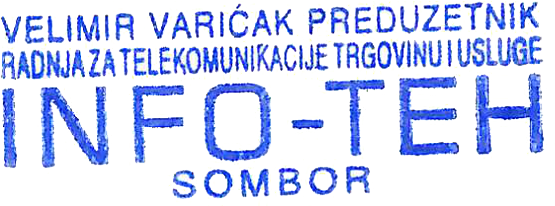 VELIMIR VARIĆAK PREDUZETNIK
RADNJA ZA TELEKOMUNIKACIJE TRGOVINU I USLUGE
INFO-TEH
SOMBOR